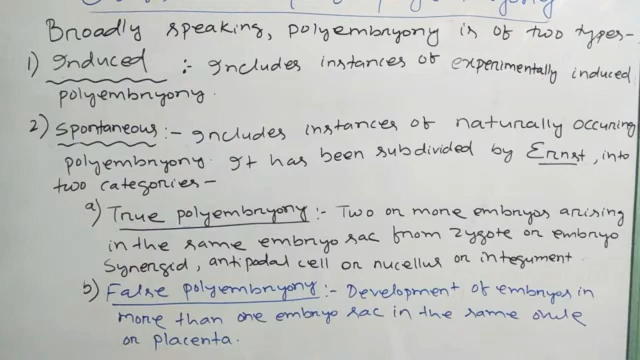 polyembryony
Broadly speaking, polyembryony is of two types-
1) Induced :- Includes instances of experimentally induced
polyembryony.
2) Spontaneous :- Includes instances of naturally occuring
polyembryony. It has been subdivided by Ernst, into
two categories-
a) True polyembryony :- Two or more embryos arising
in the same embryo sac from zygote or embryo
Synergid, antipodal cell or nucellus or integument
b) False polyembryony :- Development of embryos in
more than one embryo sac in the same ovule
or placenta.